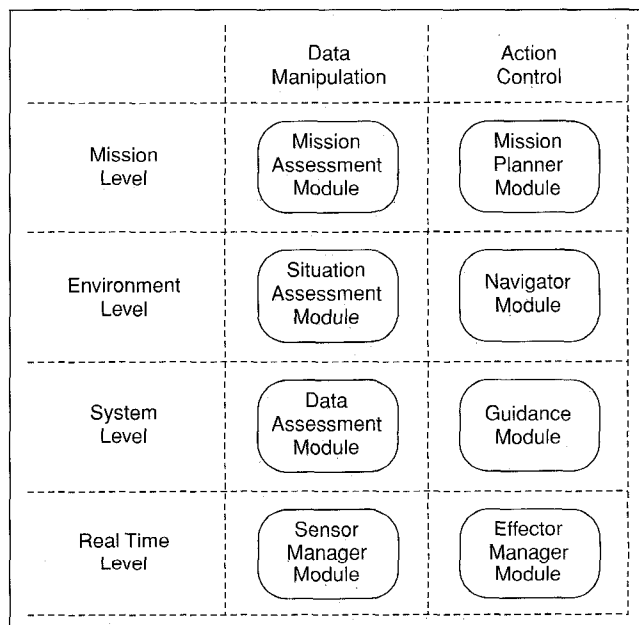 Data
Manipulation
Action
Control
Mission
Level
Mission
Assessment
Module
Mission
Planner
Module
Environment
Level
Situation
Assessment
Module
Navigator
Module
System
Level
Data
Assessment
Module
Guidance
Module
Real Time
Level
Sensor
Manager
Module
Effector
Manager
Module